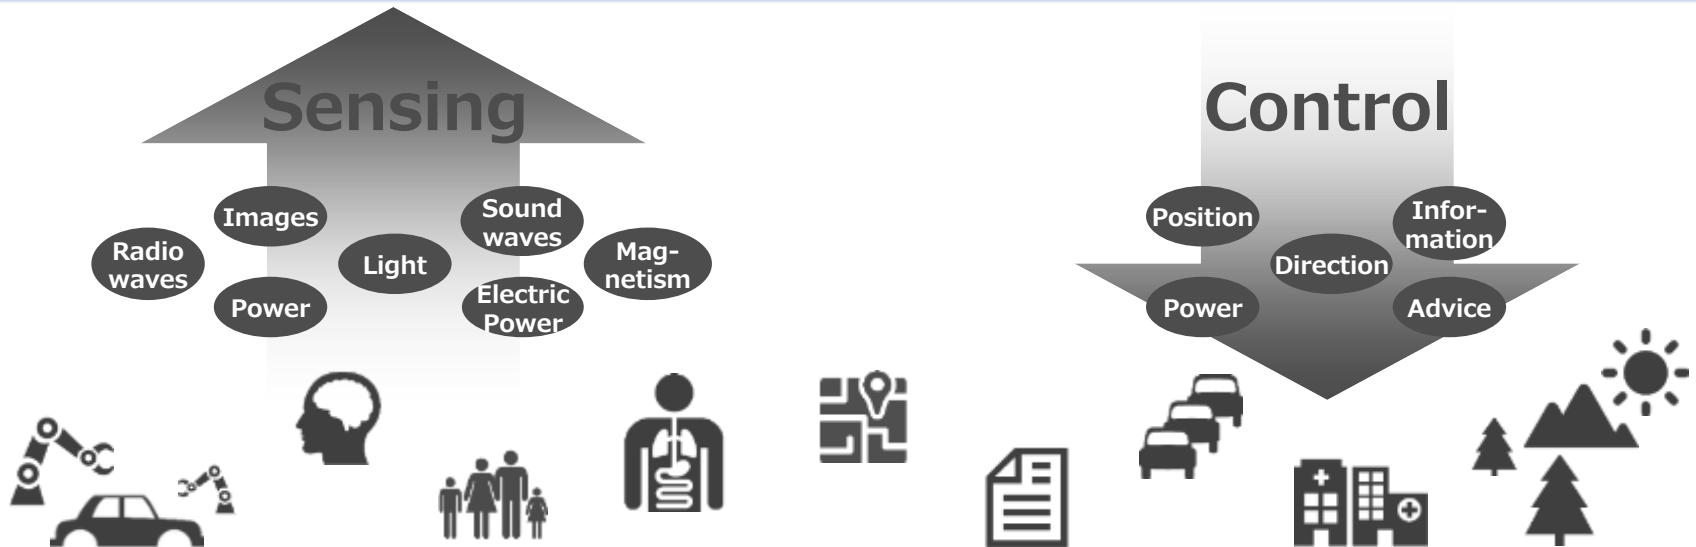 Sensing
Control
Images
Sound
waves
Radio
waves
Light
Mag-
netism
Power
Electric
Power
Position
Infor-
mation
Direction
Power
Advice